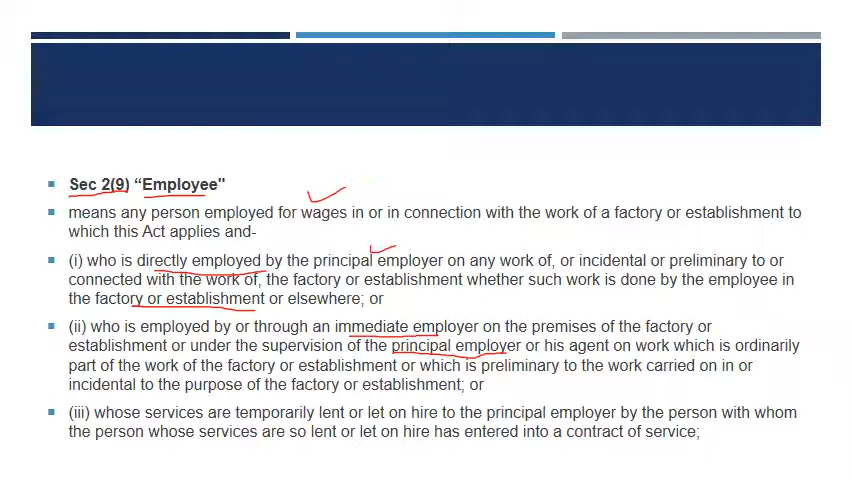 Sec 2(9) “Employee"
means any person employed for wages in or in connection with the work of a factory or establishment to
which this Act applies and-
(i) who is directly employed by the principal employer on any work of, or incidental or preliminary to or
connected with the work of, the factory or establishment whether such work is done by the employee in
the factory or establishment or elsewhere; or
(ii) who is employed by or through an immediate employer on the premises of the factory or
establishment or under the supervision of the principal employer or his agent on work which is ordinarily
part of the work of the factory or establishment or which is preliminary to the work carried on in or
incidental to the purpose of the factory or establishment; or
(iii) whose services are temporarily lent or let on hire to the principal employer by the person with whom
the person whose services are so lent or let on hire has entered into a contract of service;